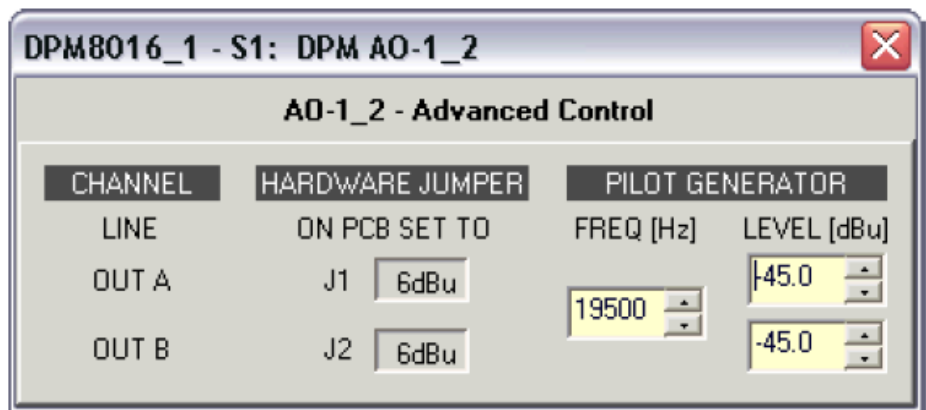 DPM8016_1 - S1: DPM AO-1_2
AO-1_2 - Advanced Control
CHANNEL HARDWARE JUMPER PILOT GENERATOR
LINE ON PCB SET TO FREQ [Hz] LEVEL [dBu]
OUT A J1 6dBu -45.0
19500
OUT B J2 6dBu -45.0